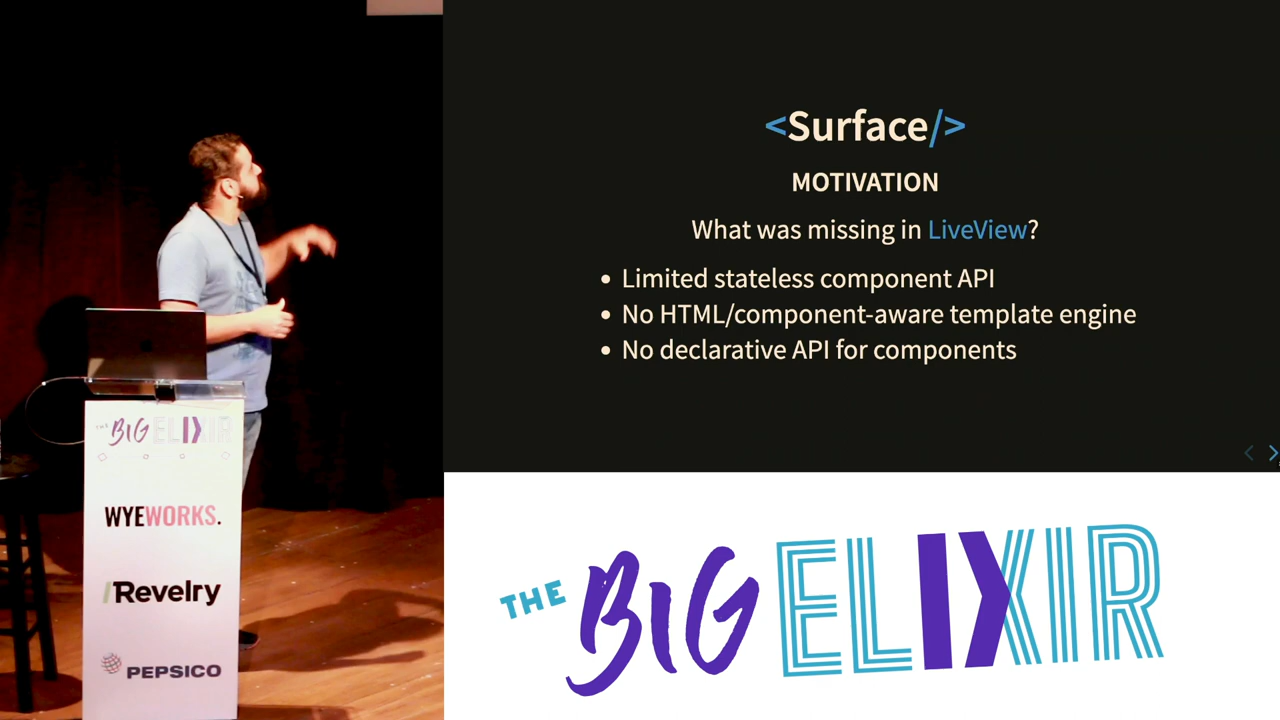 <Surface/>
MOTIVATION
What was missing in LiveView?
• Limited stateless component API
• No HTML/component-aware template engine
• No declarative API for components
THE BIG ELIXIR
WYEWORKS.
Revelry
PEPSICO
THE BIG ELIXIR